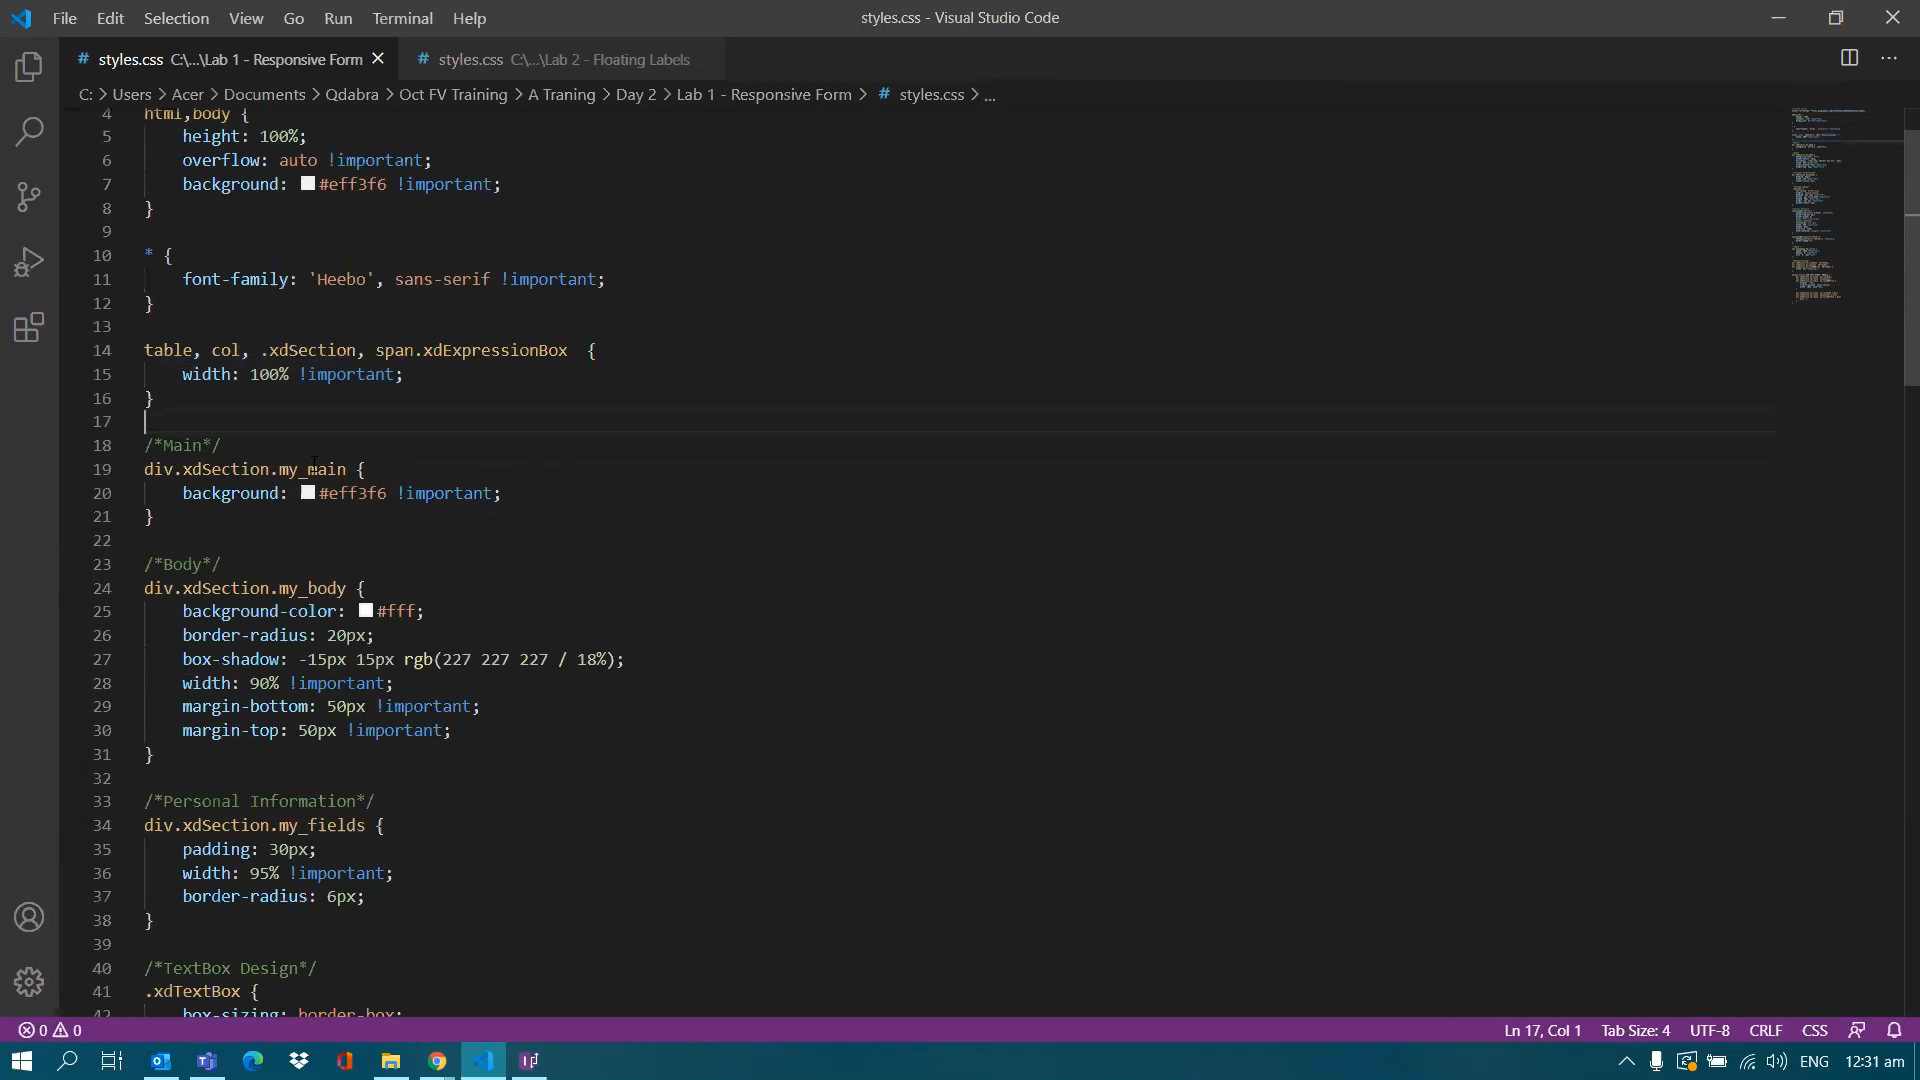 File Edit Selection View Go Run Terminal Help
styles.css - Visual Studio Code
# styles.css C:\...\Lab 1 - Responsive Form
# styles.css C:\...\Lab 2 - Floating Labels
C: > Users > Acer > Documents > Qdabra > Oct FV Training > A Traning > Day 2 > Lab 1 - Responsive Form > # styles.css > ...
4 html,body {
5 height: 100%;
6 overflow: auto !important;
7 background: #eff3f6 !important;
8 }
9
10 * {
11 font-family: 'Heebo', sans-serif !important;
12 }
13
14 table, col, .xdSection, span.xdExpressionBox {
15 width: 100% !important;
16 }
17
18 /*Main*/
19 div.xdSection.my_main {
20 background: #eff3f6 !important;
21 }
22
23 /*Body*/
24 div.xdSection.my_body {
25 background-color: #fff;
26 border-radius: 20px;
27 box-shadow: -15px 15px rgb(227 227 227 / 18%);
28 width: 90% !important;
29 margin-bottom: 50px !important;
30 margin-top: 50px !important;
31 }
32
33 /*Personal Information*/
34 div.xdSection.my_fields {
35 padding: 30px;
36 width: 95% !important;
37 border-radius: 6px;
38 }
39
40 /*TextBox Design*/
41 .xdTextBox {
42 box-sizing: border-box;
0 0
Ln 17, Col 1 Tab Size: 4 UTF-8 CRLF CSS
ENG 12:31 am